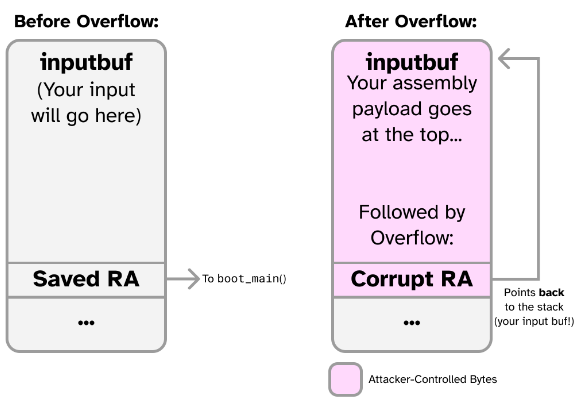 Before Overflow:
inputbuf
(Your input
will go here)
Saved RA
To boot_main()
...
After Overflow:
inputbuf
Your assembly
payload goes
at the top...
Followed by
Overflow:
Corrupt RA
Points back
to the stack
(your input buf!)
...
Attacker-Controlled Bytes